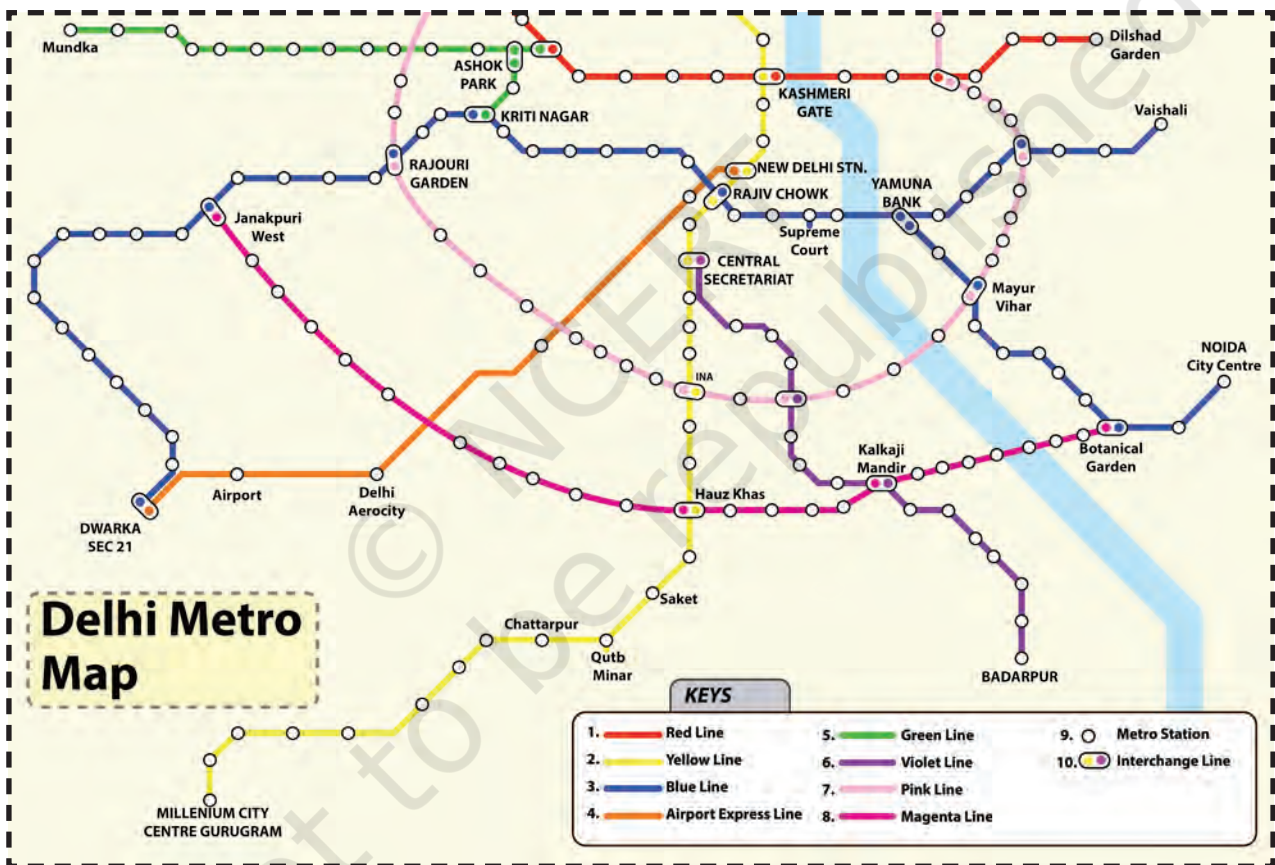 Mundka
ASHOK
PARK
Dilshad
Garden
KASHMERI
GATE
KRITI NAGAR
Vaishali
RAJOURI
GARDEN
NEW DELHI STN.
RAJIV CHOWK
YAMUNA
BANK
Janakpuri
West
Supreme
Court
CENTRAL
SECRETARIAT
Mayur
Vihar
NOIDA
City Centre
INA
Kalkaji
Mandir
Botanical
Garden
Airport
Delhi
Aerocity
Hauz Khas
DWARKA
SEC 21
Saket
Chattarpur
Qutb
Minar
BADARPUR
Delhi Metro
Map
MILLENIUM CITY
CENTRE GURUGRAM
KEYS
1. Red Line
2. Yellow Line
3. Blue Line
4. Airport Express Line
5. Green Line
6. Violet Line
7. Pink Line
8. Magenta Line
9. Metro Station
10. Interchange Line
© NCERT
not to be republished